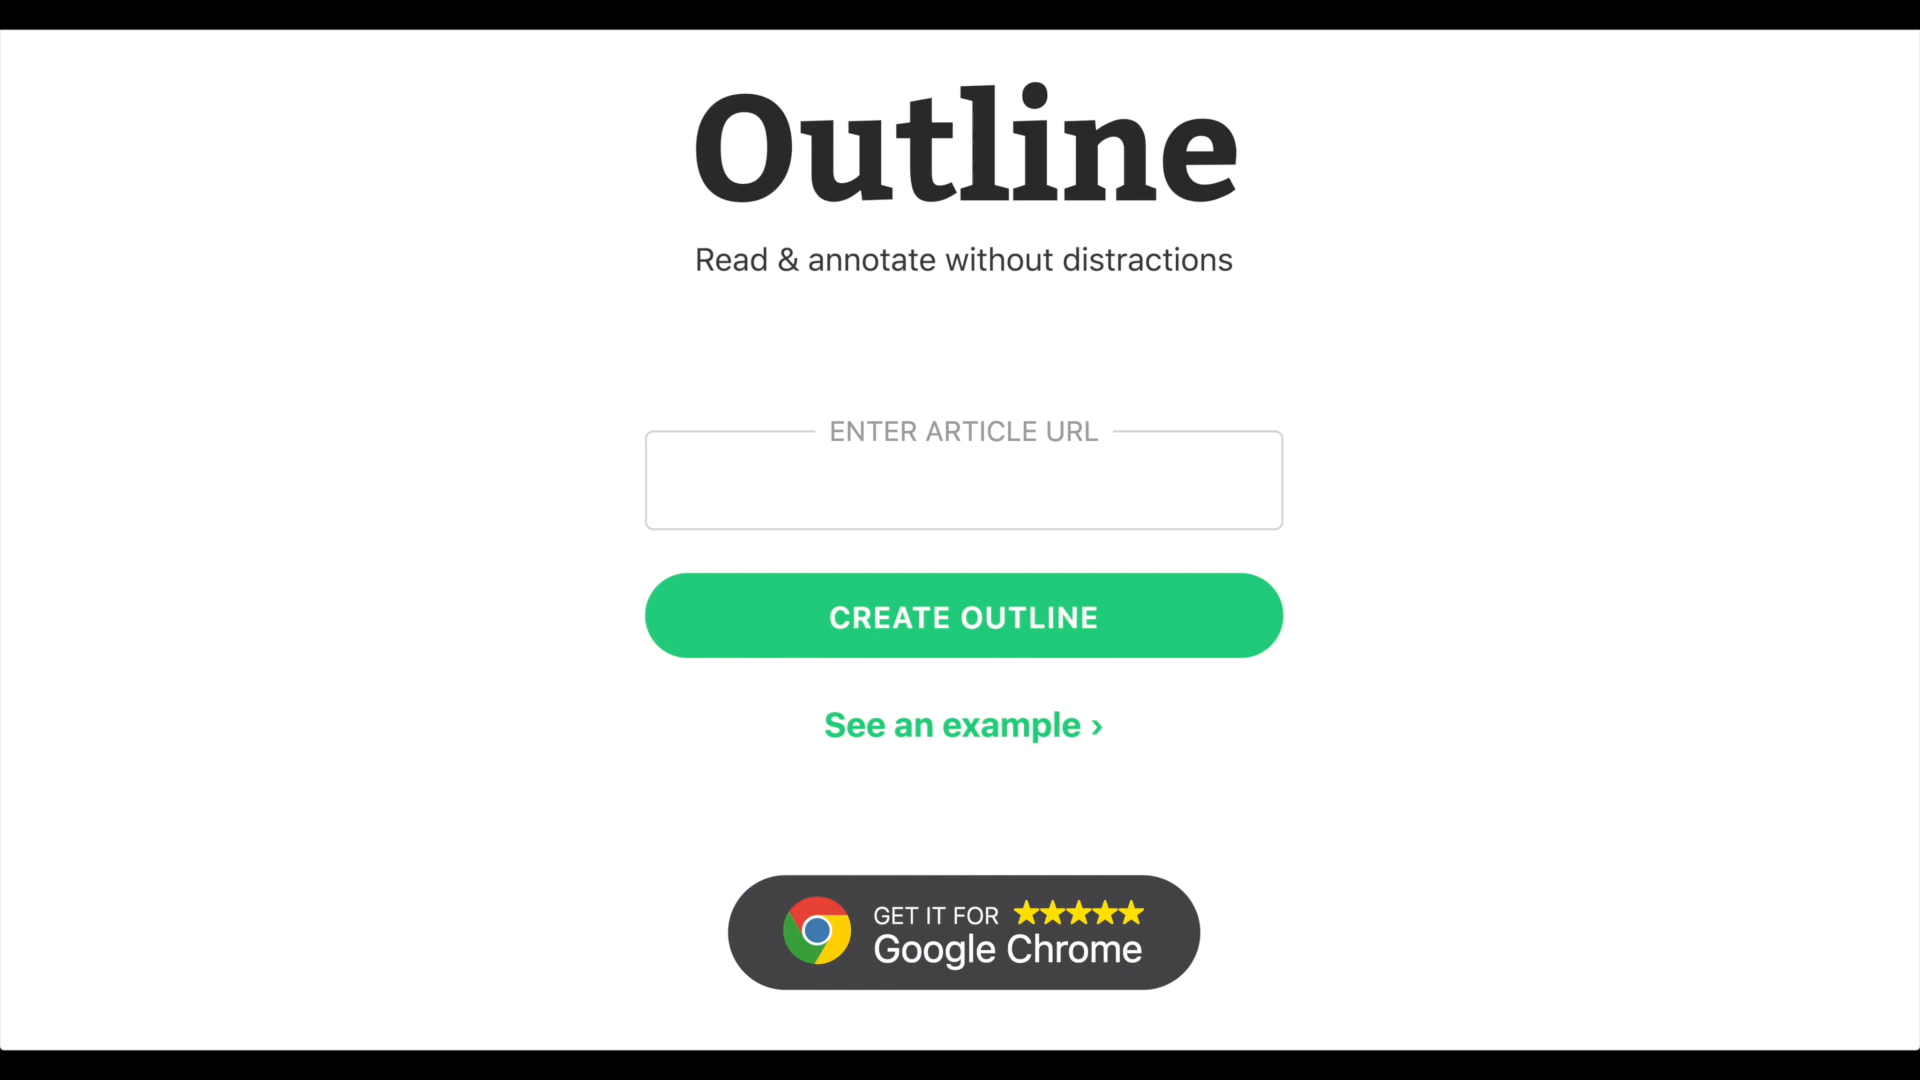 Outline
Read & annotate without distractions
ENTER ARTICLE URL
CREATE OUTLINE
See an example ›
GET IT FOR ★★★★★
Google Chrome